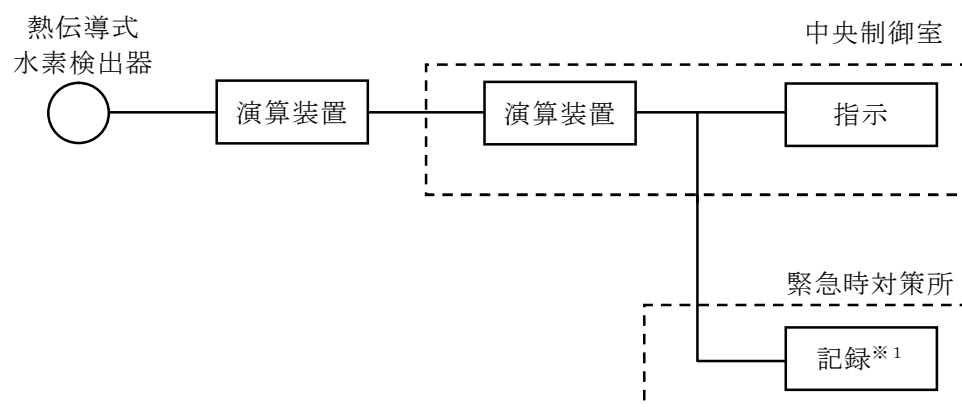 熱伝導式
水素検出器
中央制御室
演算装置
演算装置
指示
緊急時対策所
記録※1